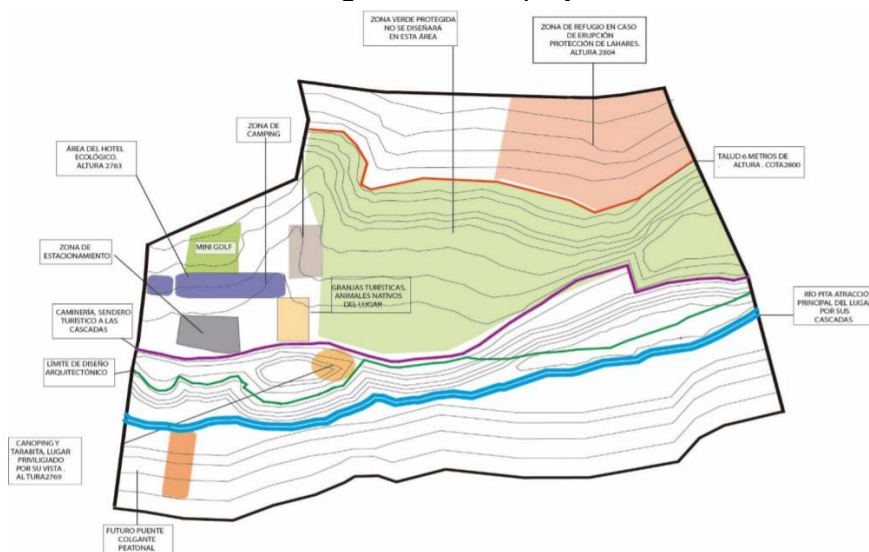 ZONA VERDE PROTEGIDA
NO SE DISEÑARÁ
EN ESTA ÁREA
ZONA DE REFUGIO EN CASO
DE ERUPCIÓN
PROTECCIÓN DE LAHARES.
ALTURA 2804
ZONA DE
CAMPING
ÁREA DEL HOTEL
ECOLÓGICO.
ALTURA 2763
TALUD 6 METROS DE
. ALTURA . COTA2800
MINI GOLF
ZONA DE
ESTACIONAMIENTO
GRANJAS TURÍSTICAS,
ANIMALES NATIVOS
DEL LUGAR
RÍO PITA ATRACCIÓ
PRINCIPAL DEL LUGAR
POR SUS
CASCADAS
CAMINERÍA, SENDERO
TURÍSTICO A LAS
CASCADAS
LÍMITE DE DISEÑO
ARQUITECTÓNICO
CANOPING Y
TARABITA, LUGAR
PRIVILIGIADO
POR SU VISTA .
ALTURA2769
FUTURO PUENTE
COLGANTE
PEATONAL